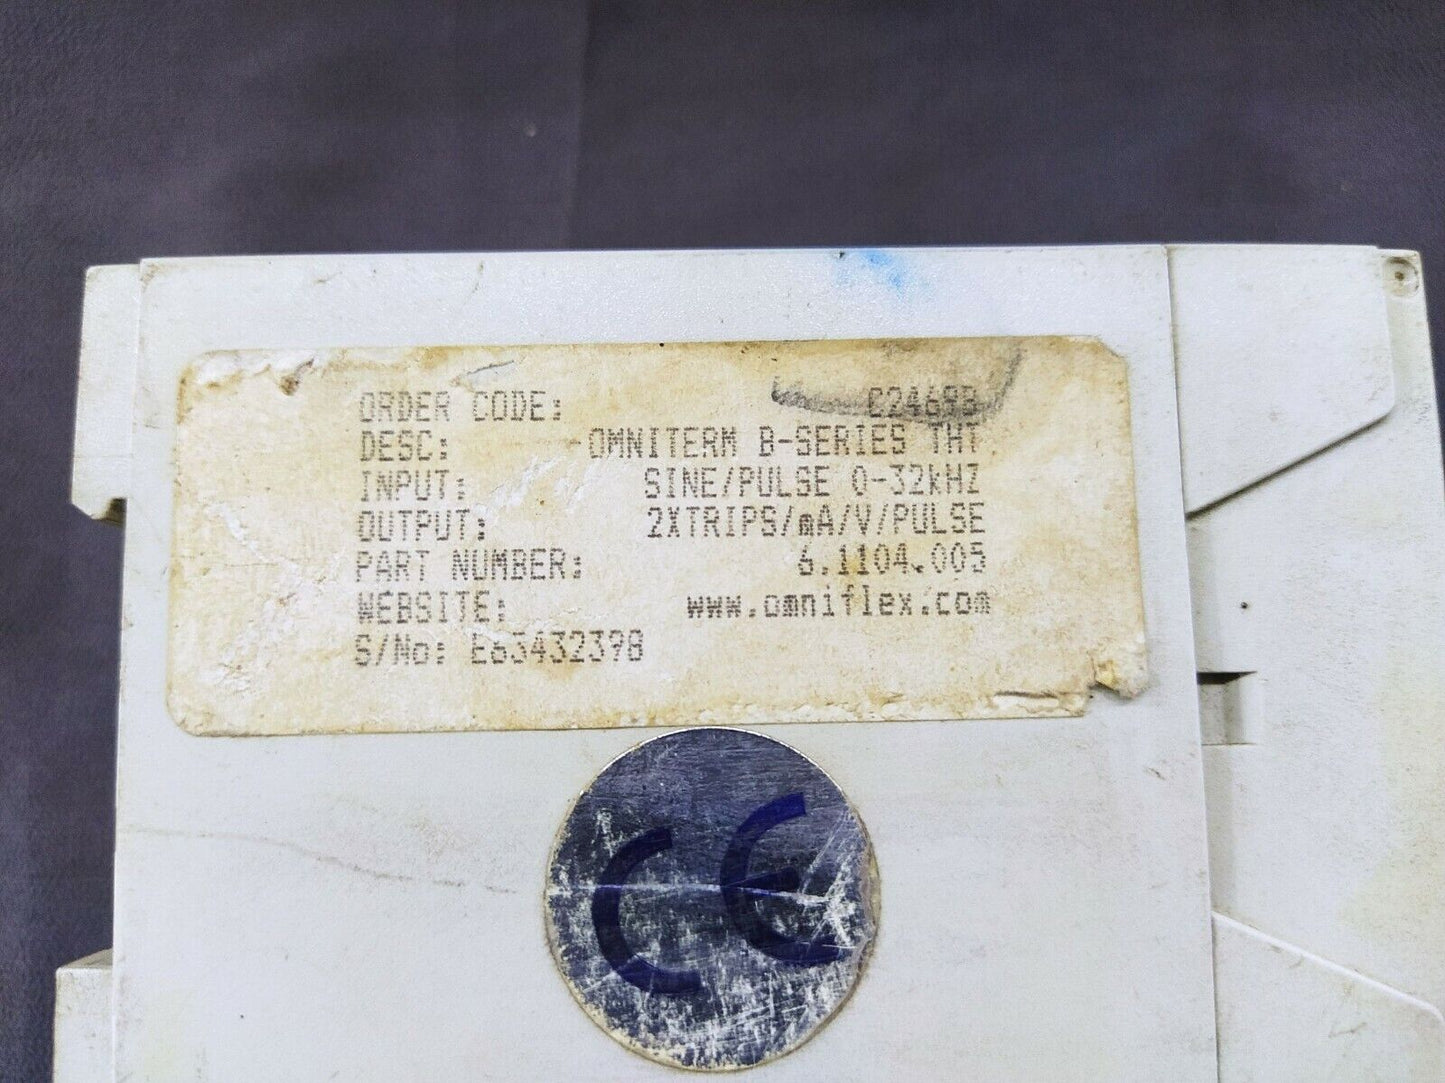 ORDER CODE: C2469B
DESC: OMNITERM B-SERIES THT
INPUT: SINE/PULSE 0-32kHZ
OUTPUT: 2XTRIPS/mA/V/PULSE
PART NUMBER: 6.1104.005
WEBSITE: www.omniflex.com
S/No: E63432398
CE